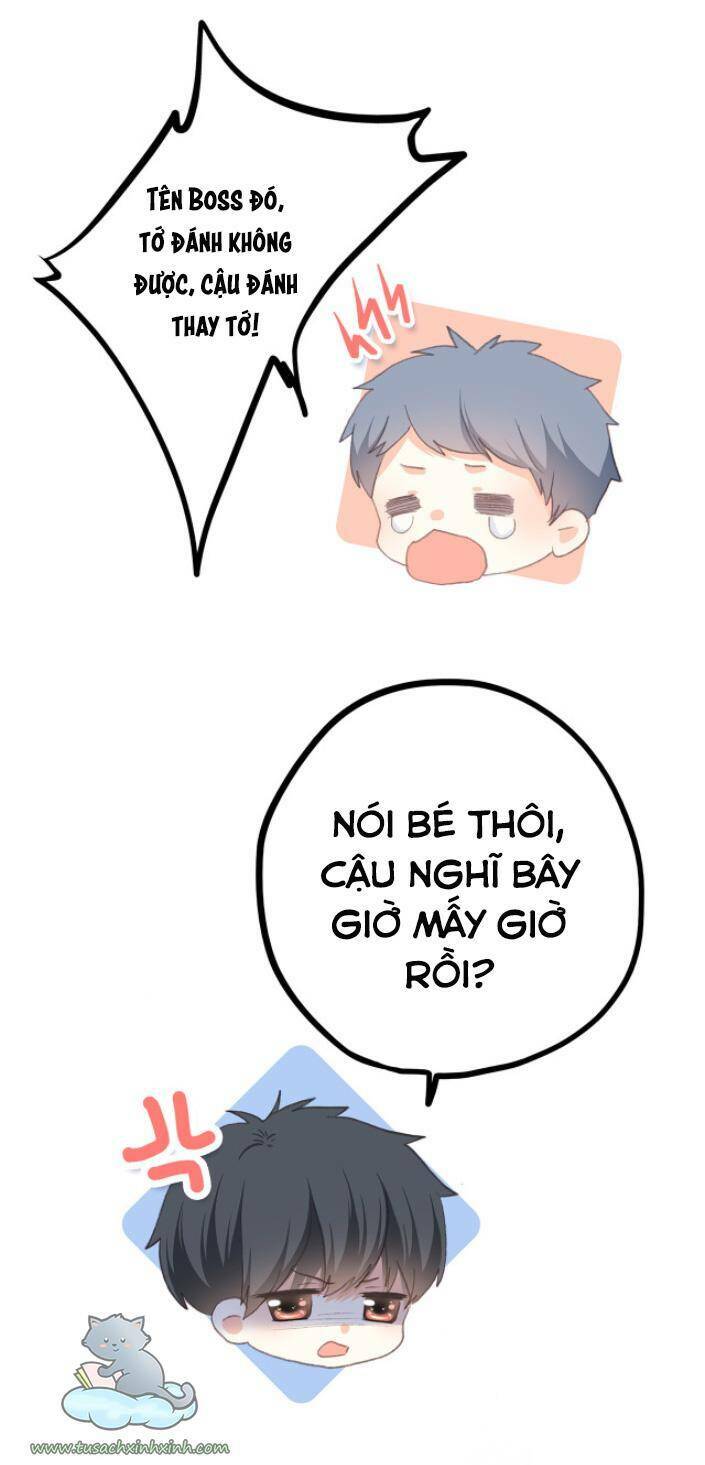 TÊN BOSS ĐÓ,
TỚ ĐÁNH KHÔNG
ĐƯỢC, CẬU ĐÁNH
THAY TỚ!
NÓI BÉ THÔI,
CẬU NGHĨ BÂY
GIỜ MẤY GIỜ
RỒI?
www.tusachxinhxinh.com